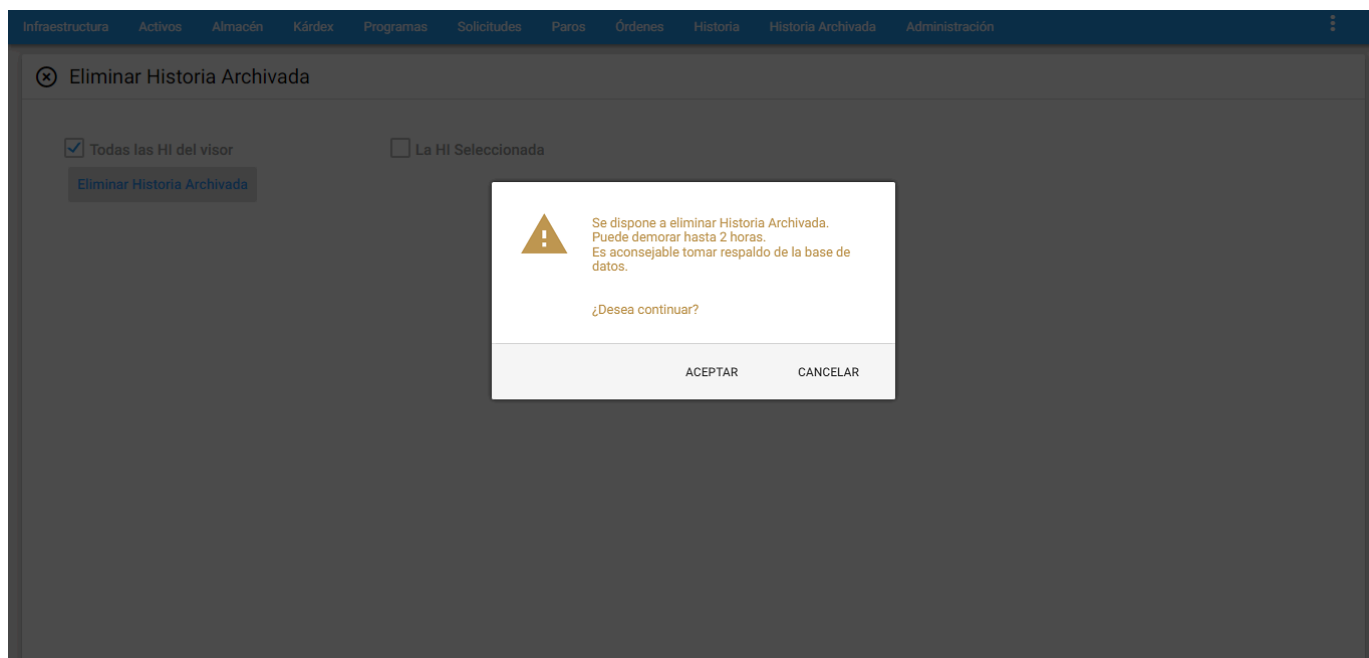 Infraestructura Activos Almacén Kárdex Programas Solicitudes Paros Órdenes Historia Historia Archivada Administración
Eliminar Historia Archivada
Todas las HI del visor La HI Seleccionada
Eliminar Historia Archivada
Se dispone a eliminar Historia Archivada.
Puede demorar hasta 2 horas.
Es aconsejable tomar respaldo de la base de
datos.
¿Desea continuar?
ACEPTAR CANCELAR